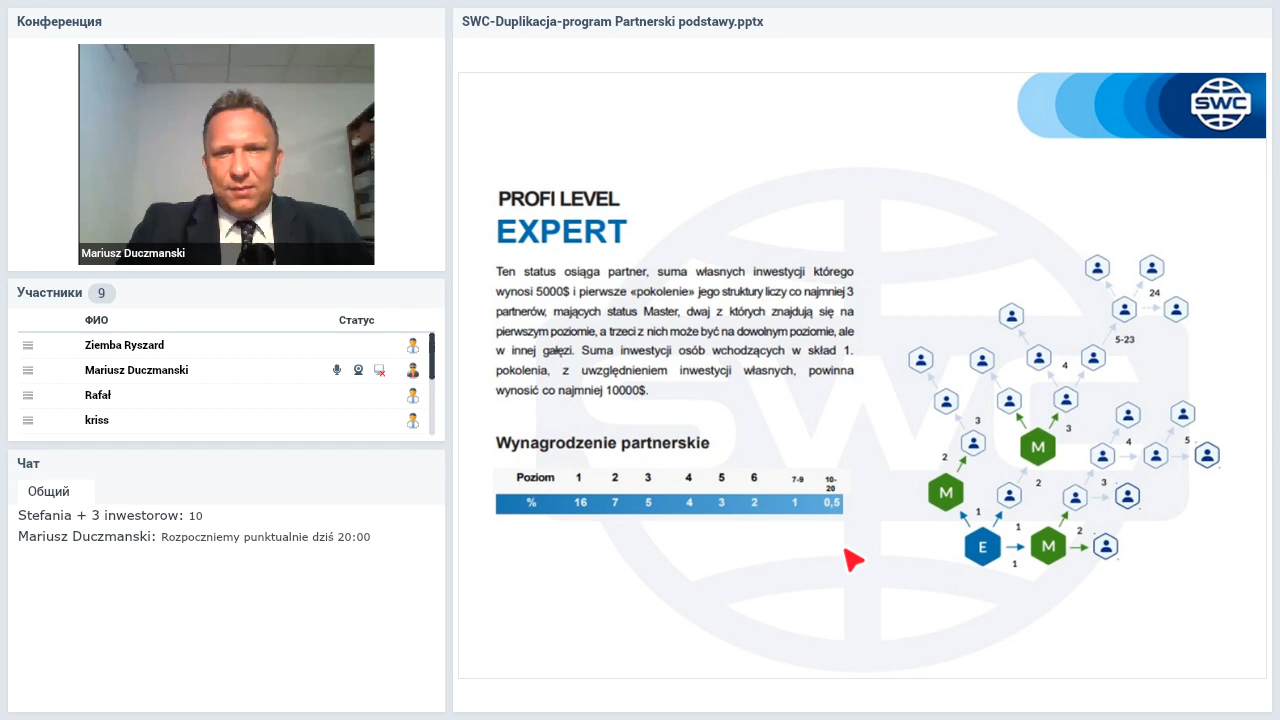 Конференция
Mariusz Duczmanski
Участники 9
ФИО Статус
Ziemba Ryszard
Mariusz Duczmanski
Rafał
kriss
Чат
Общий
Stefania + 3 inwestorow: 10
Mariusz Duczmanski: Rozpoczniemy punktualnie dziś 20:00
SWC-Duplikacja-program Partnerski podstawy.pptx
SWC
PROFI LEVEL
EXPERT
Ten status osiąga partner, suma własnych inwestycji którego
wynosi 5000$ i pierwsze «pokolenie» jego struktury liczy co najmniej 3
partnerów, mających status Master, dwaj z których znajdują się na
pierwszym poziomie, a trzeci z nich może być na dowolnym poziomie, ale
w innej gałęzi. Suma inwestycji osób wchodzących w skład 1.
pokolenia, z uwzględnieniem inwestycji własnych, powinna
wynosić co najmniej 10000$.
Wynagrodzenie partnerskie
Poziom 1 2 3 4 5 6 7-9 10-20
% 16 7 5 4 3 2 1 0,5
24
5-23
4
3 3 4 5
M
2
M 2 3
1 1 2
E M
1
SWC